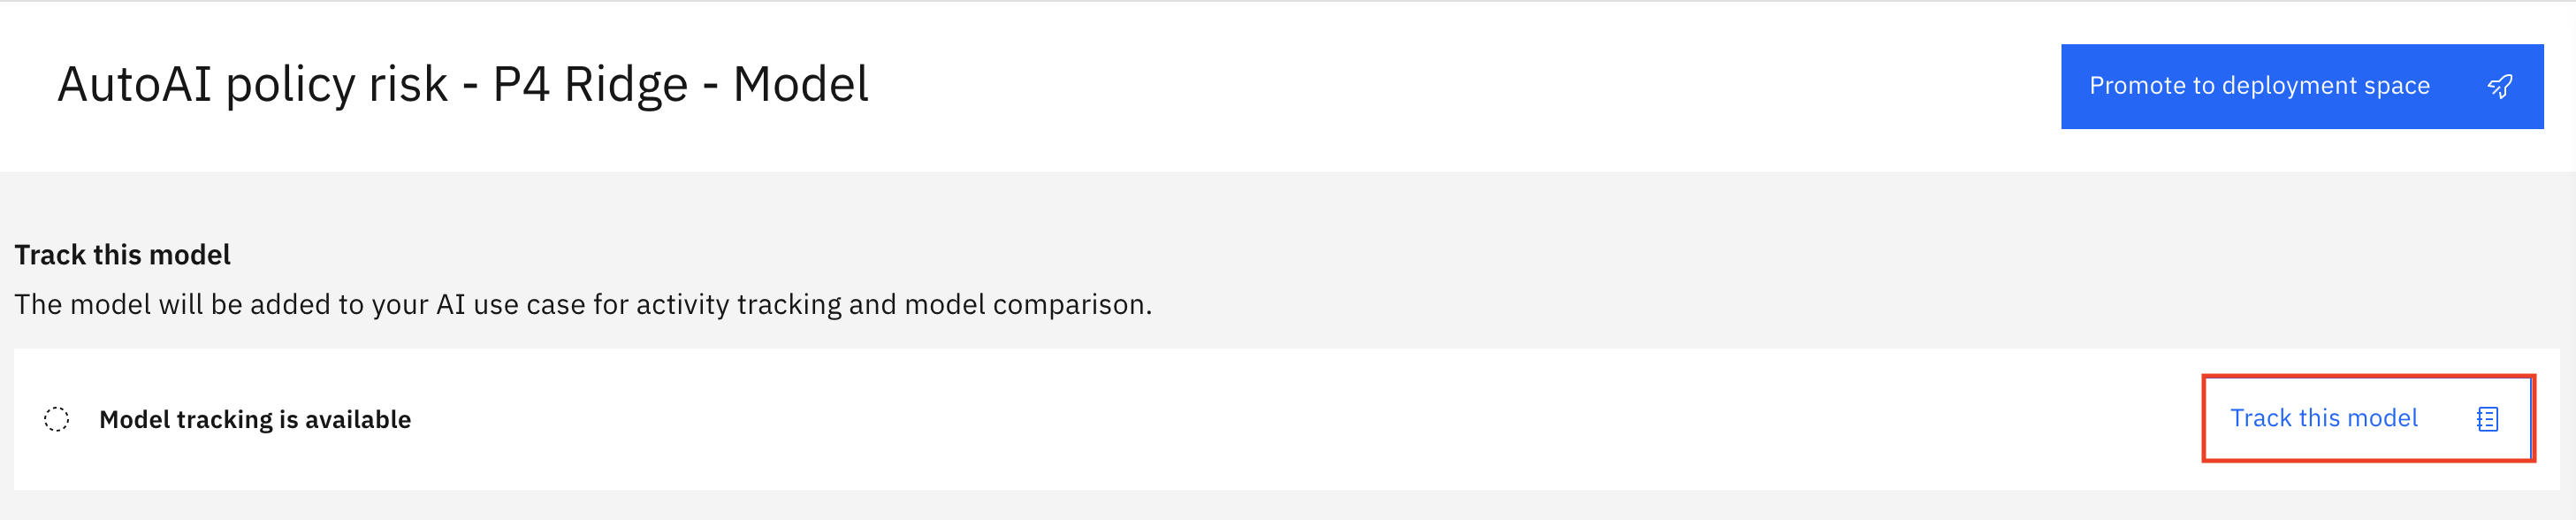 AutoAI policy risk - P4 Ridge - Model
Promote to deployment space
Track this model
The model will be added to your AI use case for activity tracking and model comparison.
Model tracking is available
Track this model